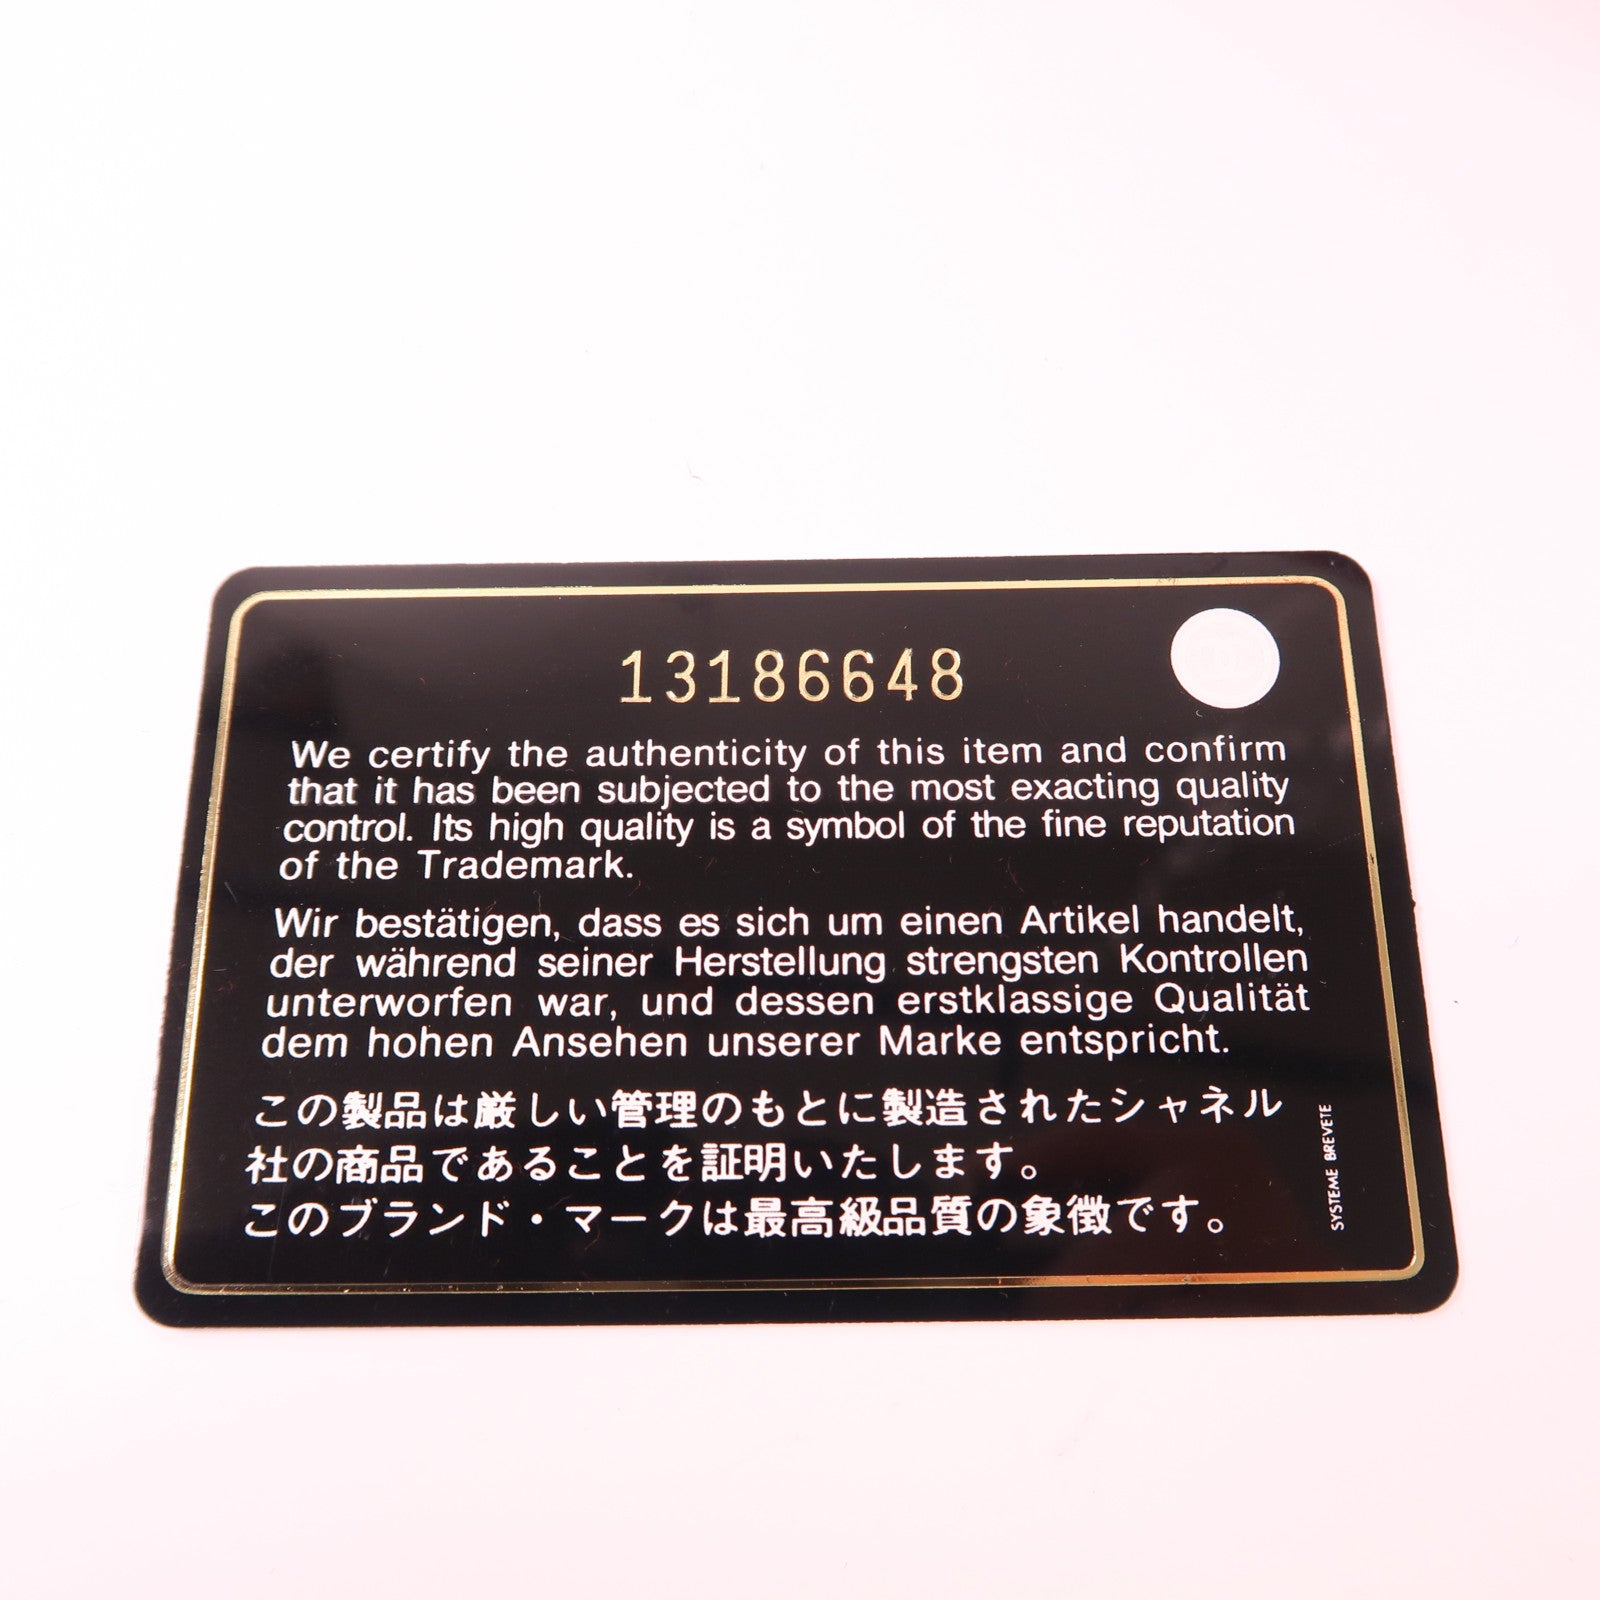 13186648
We certify the authenticity of this item and confirm
that it has been subjected to the most exacting quality
control. Its high quality is a symbol of the fine reputation
of the Trademark.
Wir bestätigen, dass es sich um einen Artikel handelt,
der während seiner Herstellung strengsten Kontrollen
unterworfen war, und dessen erstklassige Qualität
dem hohen Ansehen unserer Marke entspricht.
この製品は厳しい管理のもとに製造されたシャネル
社の商品であることを証明いたします。
このブランド・マークは最高級品質の象徴です。
SYSTEME BREVETE